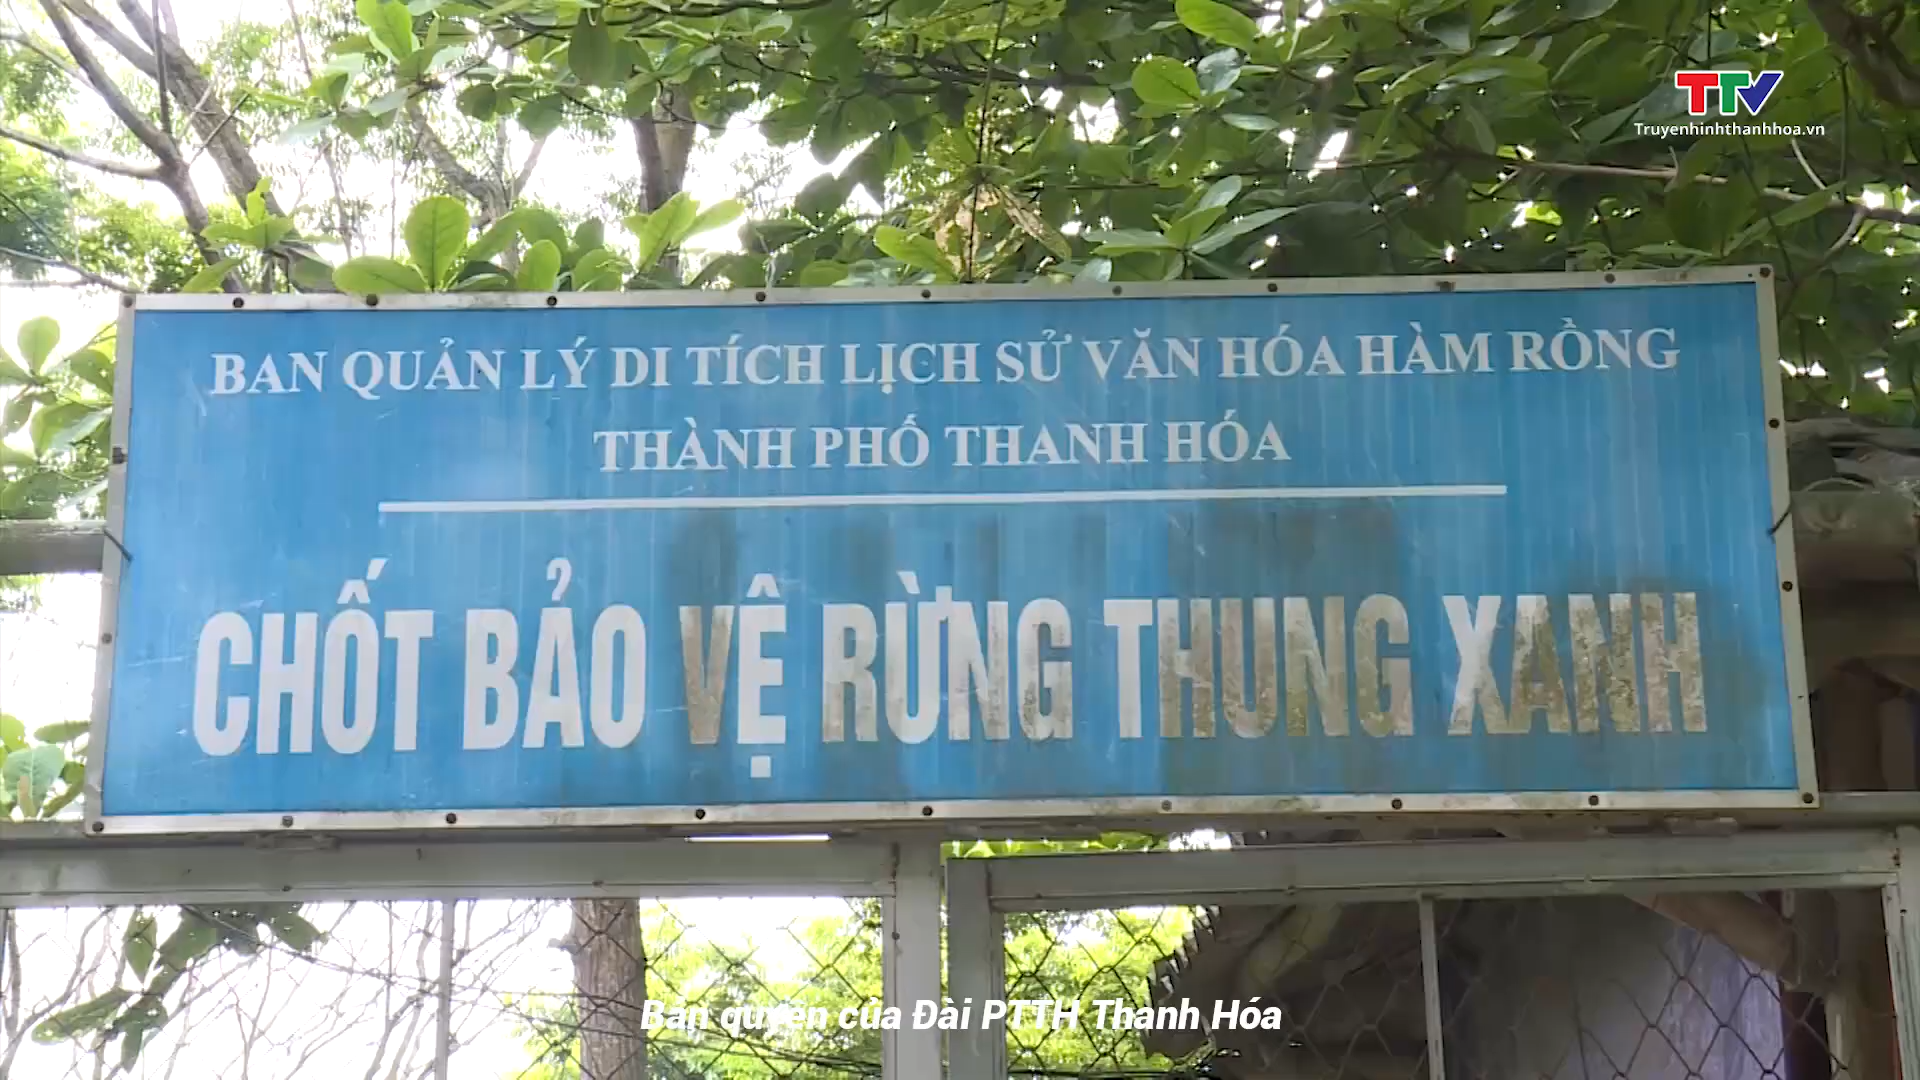 TTV
Truyenhinhthanhhoa.vn
BAN QUẢN LÝ DI TÍCH LỊCH SỬ VĂN HÓA HÀM RỒNG
THÀNH PHỐ THANH HÓA
CHỐT BẢO VỆ RỪNG THUNG XANH
Bản quyền của Đài PTTH Thanh Hóa